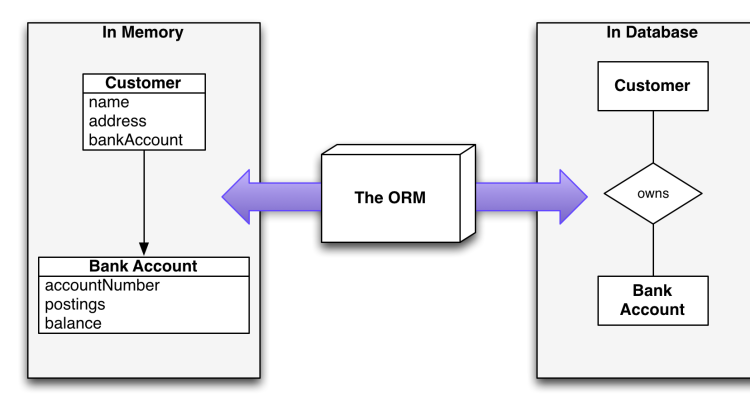 In Memory
Customer
name
address
bankAccount
Bank Account
accountNumber
postings
balance
The ORM
In Database
Customer
owns
Bank
Account